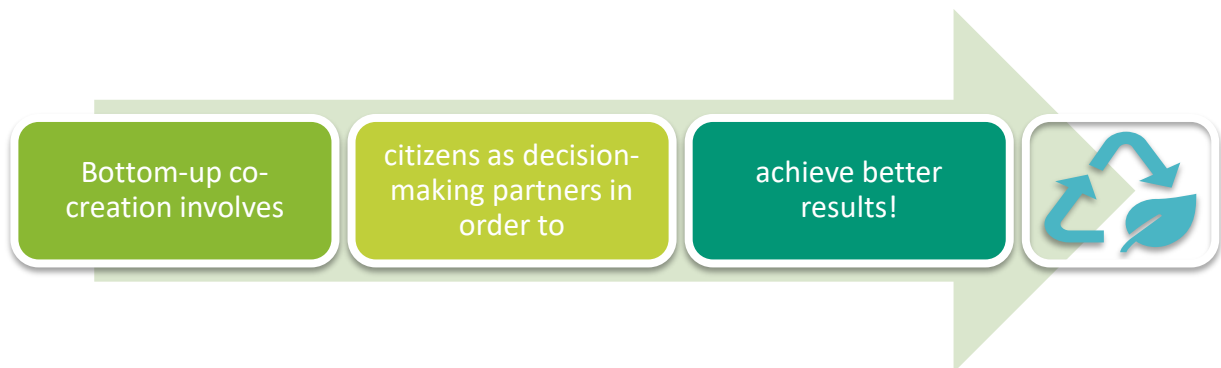 Bottom-up co-
creation involves
citizens as decision-
making partners in
order to
achieve better
results!